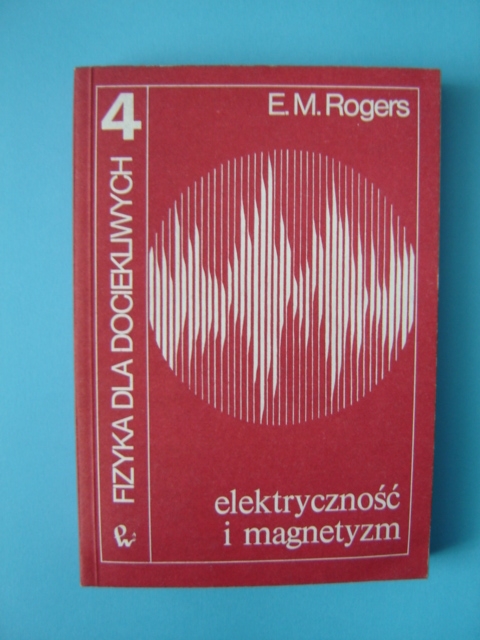 4
FIZYKA DLA DOCIEKLIWYCH
E. M. Rogers
elektryczność
i magnetyzm